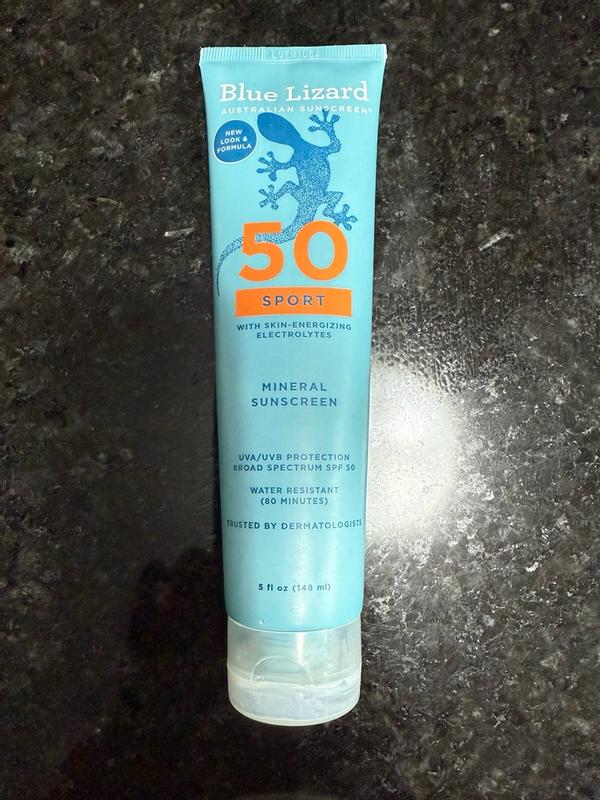 Blue Lizard
AUSTRALIAN SUNSCREEN®
NEW
LOOK &
FORMULA
50
SPORT
WITH SKIN-ENERGIZING
ELECTROLYTES
MINERAL
SUNSCREEN
UVA/UVB PROTECTION
BROAD SPECTRUM SPF 50
WATER RESISTANT
(80 MINUTES)
TRUSTED BY DERMATOLOGISTS
5 fl oz (148 ml)